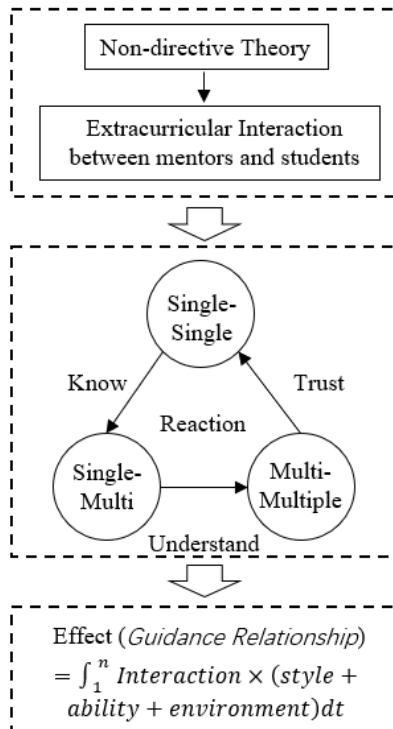 Non-directive Theory
Extracurricular Interaction
between mentors and students
Single-
Single
Know
Trust
Reaction
Single-
Multi
Multi-
Multiple
Understand
Effect (Guidance Relationship)
= ∫₁ⁿ Interaction × (style +
ability + environment)dt